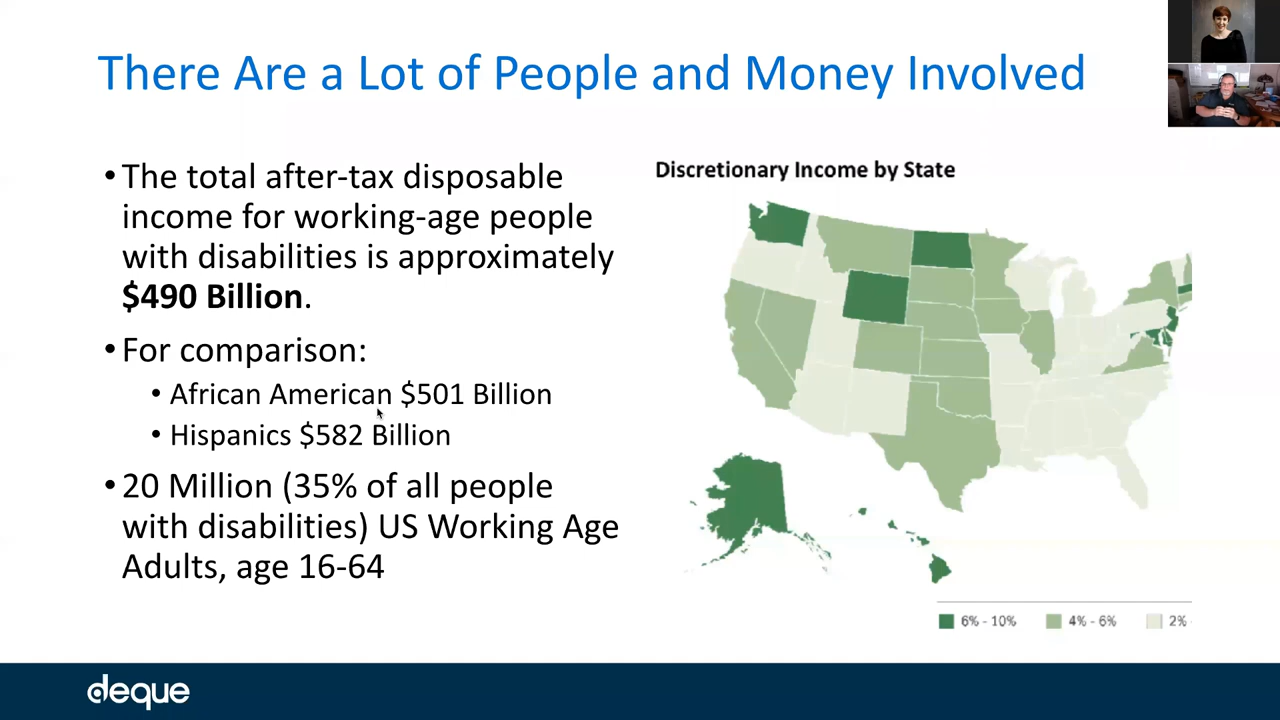 There Are a Lot of People and Money Involved
• The total after-tax disposable
income for working-age people
with disabilities is approximately
$490 Billion.
• For comparison:
• African American $501 Billion
• Hispanics $582 Billion
• 20 Million (35% of all people
with disabilities) US Working Age
Adults, age 16-64
Discretionary Income by State
6% - 10% 4% - 6% 2% -
deque